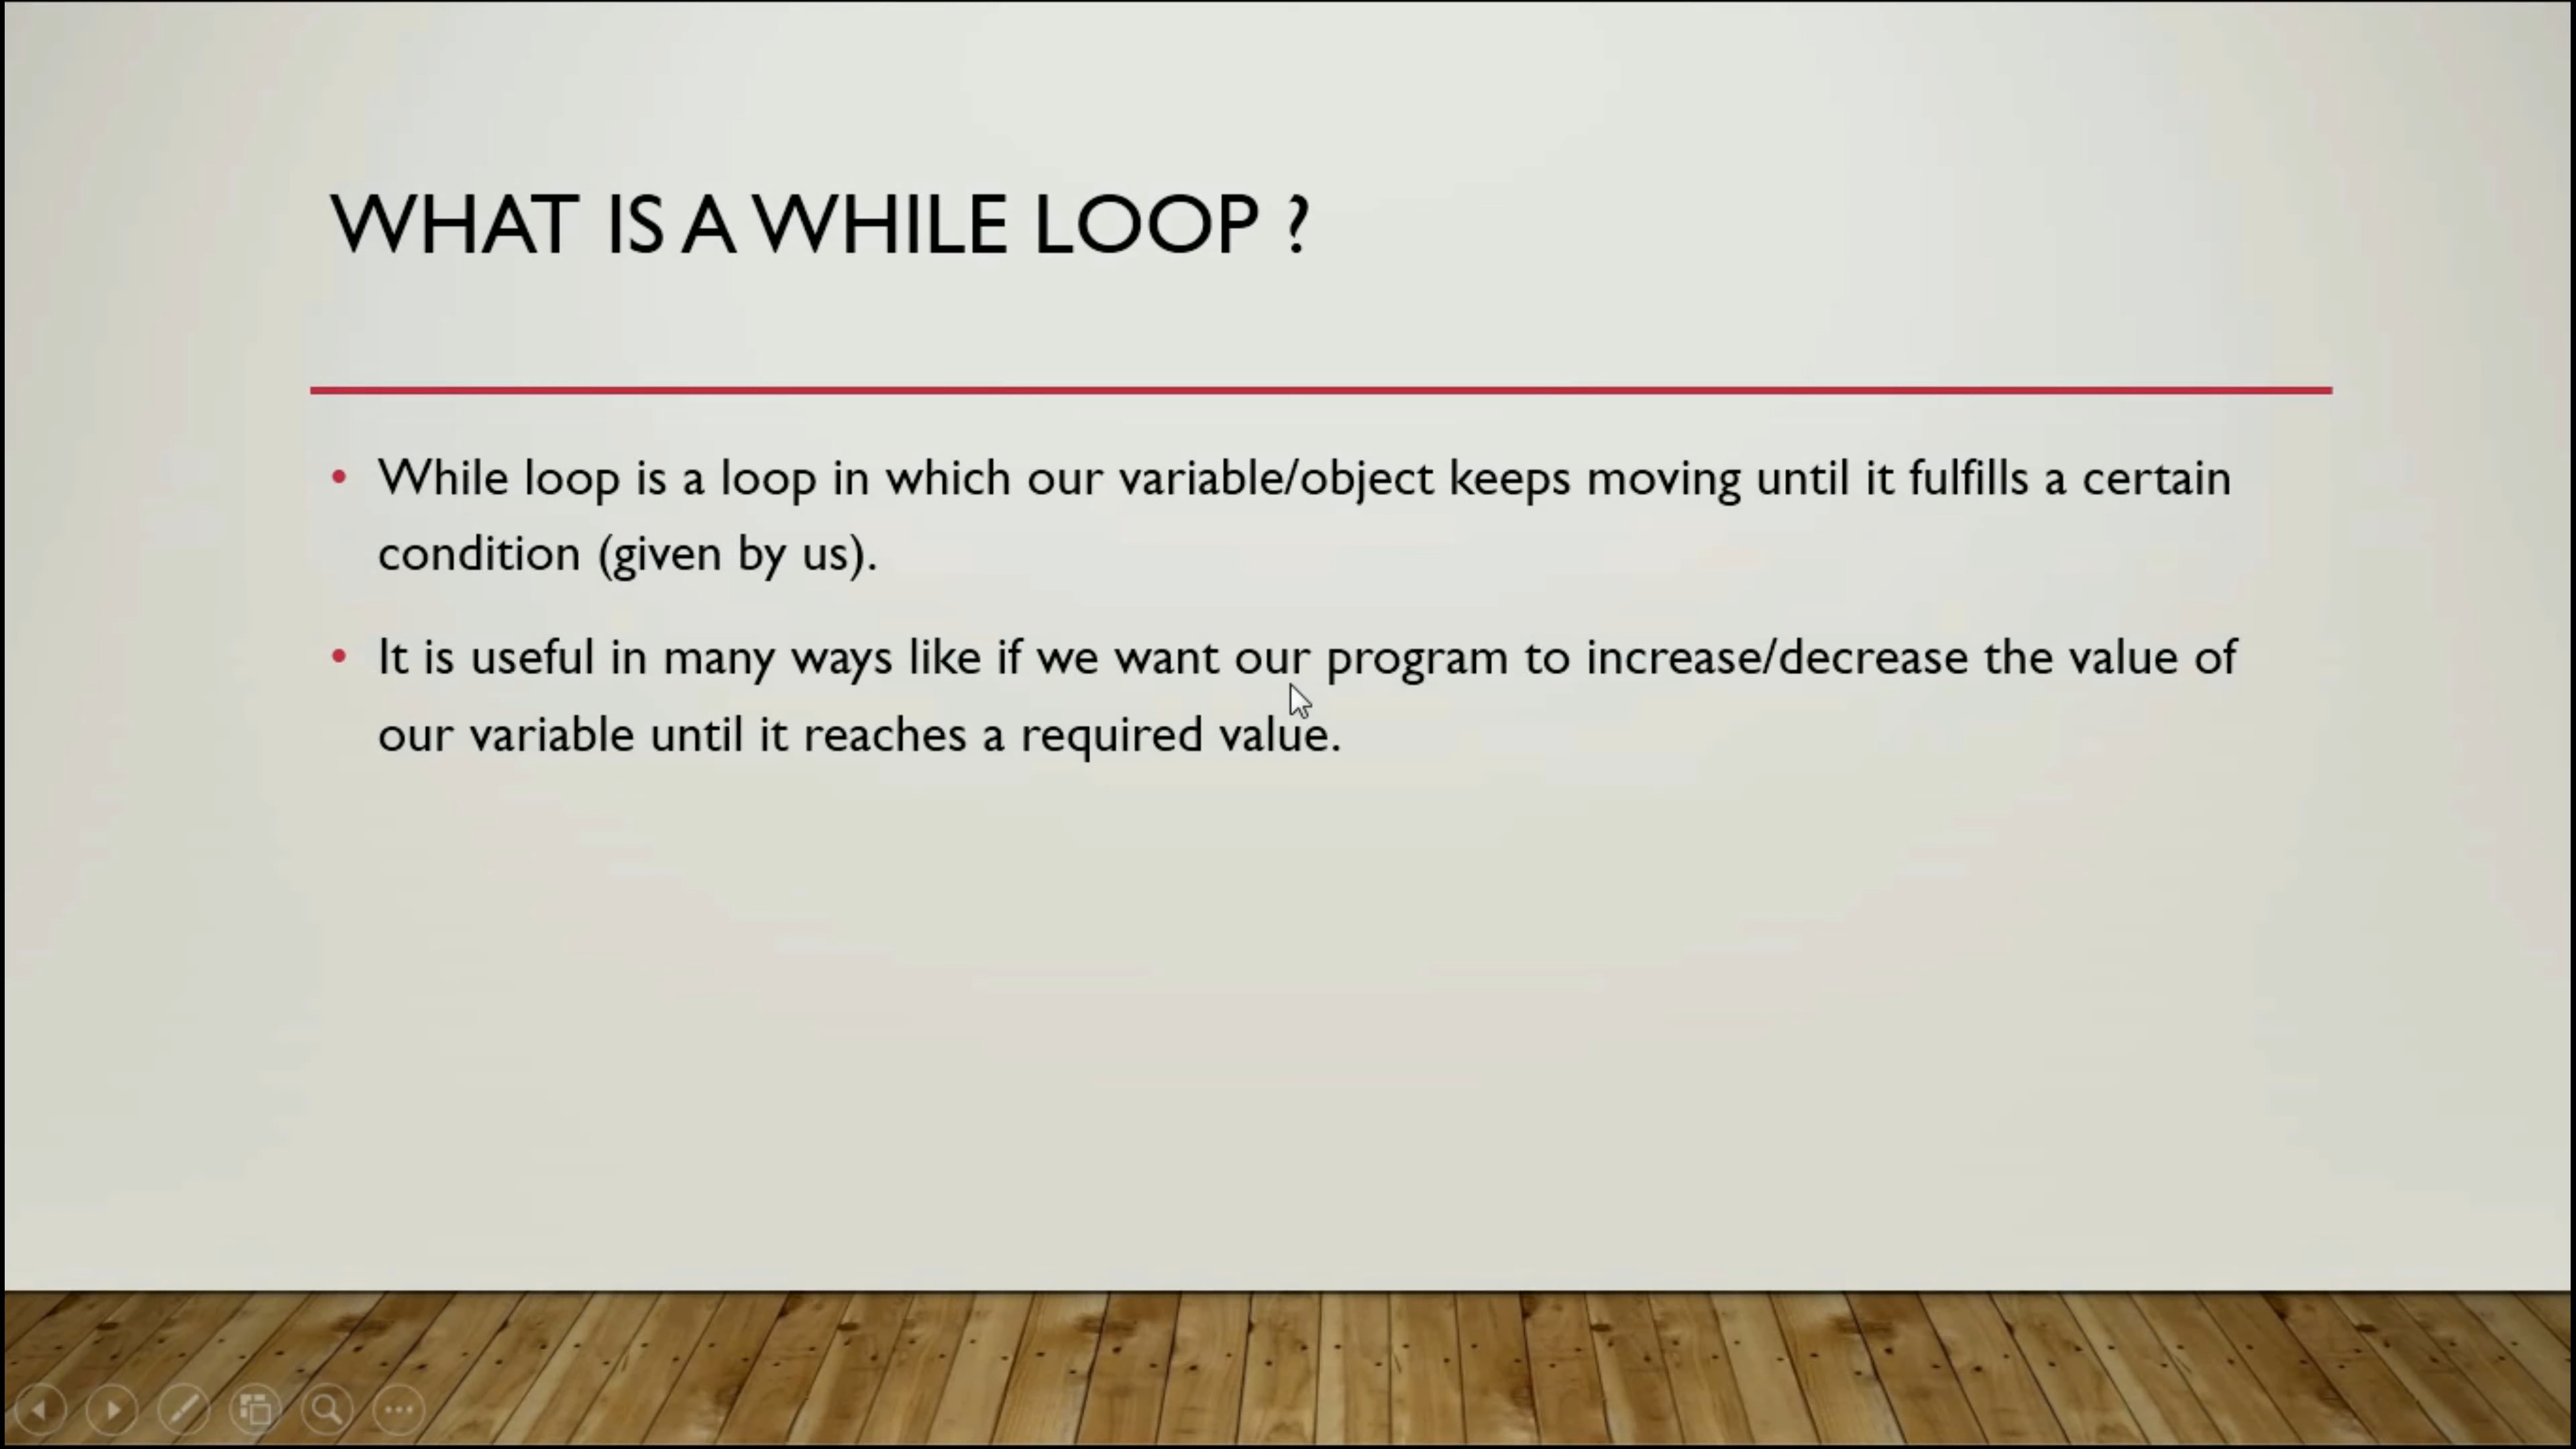 WHAT IS A WHILE LOOP ?
• While loop is a loop in which our variable/object keeps moving until it fulfills a certain
condition (given by us).
• It is useful in many ways like if we want our program to increase/decrease the value of
our variable until it reaches a required value.